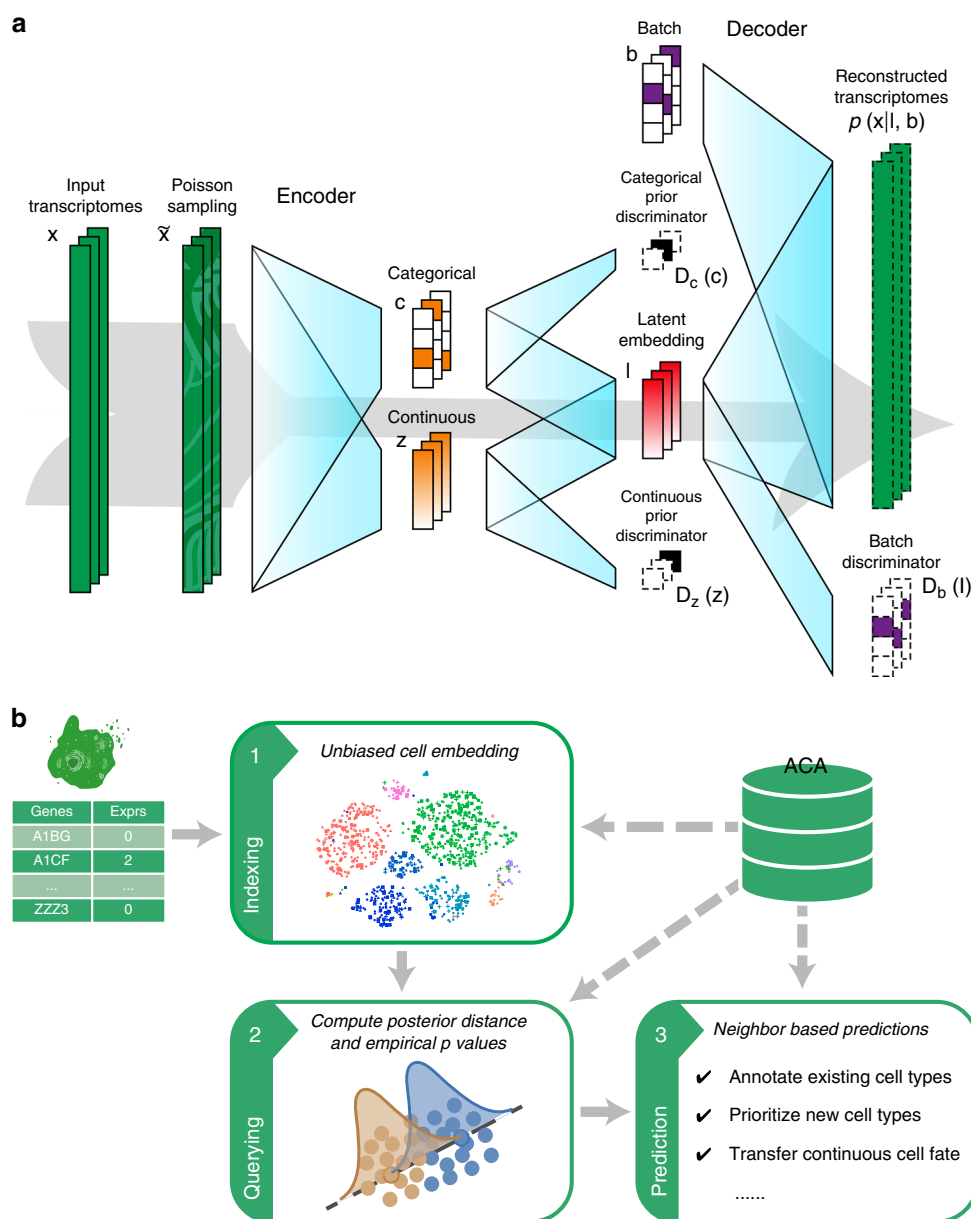 a
Batch
Decoder
b
Reconstructed
transcriptomes
p (x|l, b)
Input
transcriptomes
Poisson
sampling
Encoder
Categorical
prior
discriminator
x
x̃
D_c (c)
Categorical
c
Latent
embedding
l
Continuous
z
Continuous
prior
discriminator
D_z (z)
Batch
discriminator
D_b (l)
b
1
Unbiased cell embedding
Indexing
ACA
Genes Exprs
A1BG 0
A1CF 2
... ...
ZZZ3 0
2
Compute posterior distance
and empirical p values
Querying
3
Neighbor based predictions
✔ Annotate existing cell types
✔ Prioritize new cell types
✔ Transfer continuous cell fate
......
Prediction